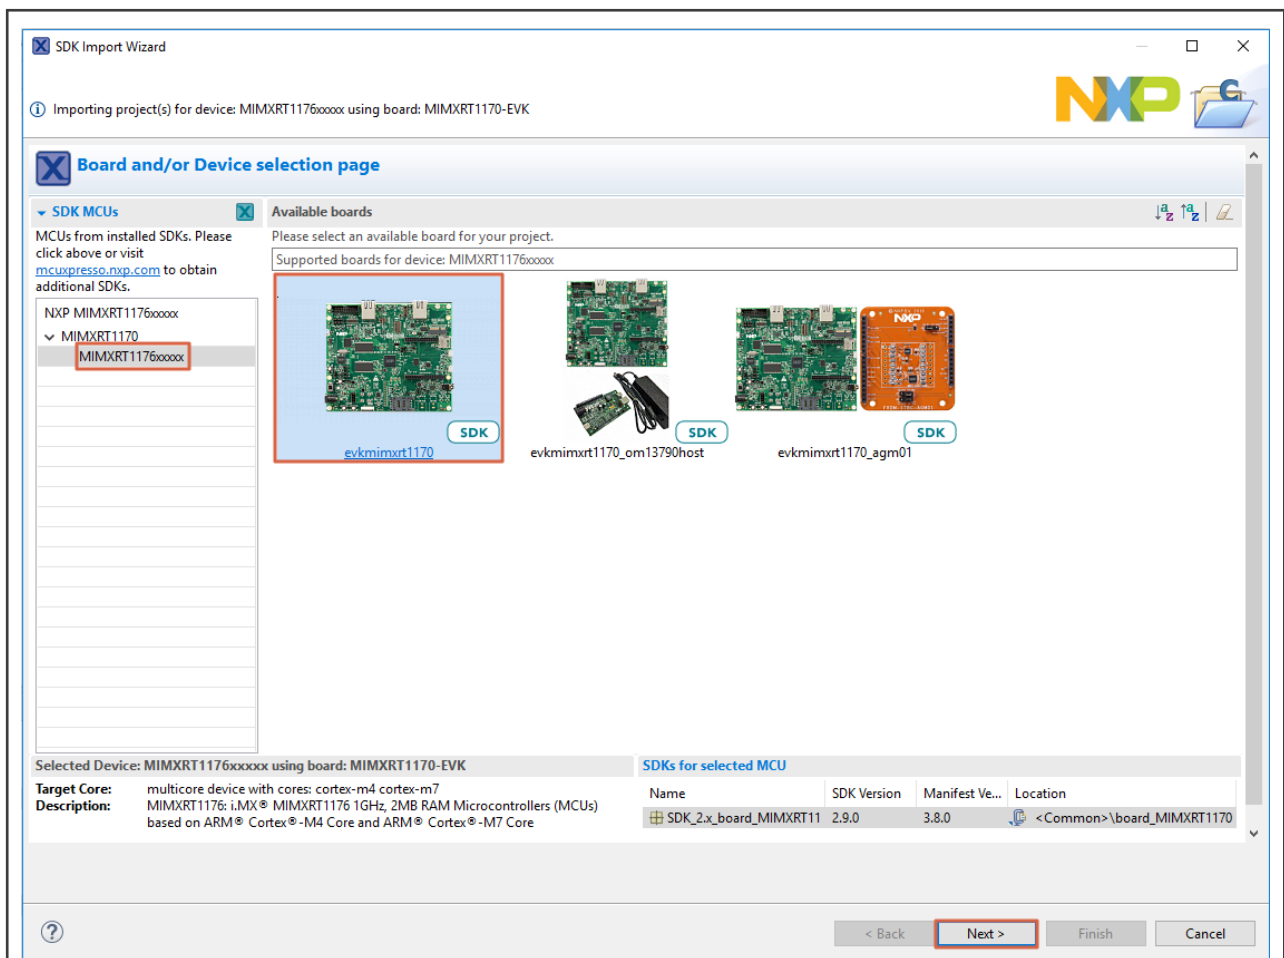 SDK Import Wizard
Importing project(s) for device: MIMXRT1176xxxxx using board: MIMXRT1170-EVK
NXP
C
Board and/or Device selection page
SDK MCUs
MCUs from installed SDKs. Please
click above or visit
mcuxpresso.nxp.com to obtain
additional SDKs.
NXP MIMXRT1176xxxxx
MIMXRT1170
MIMXRT1176xxxxx
Available boards
Please select an available board for your project.
Supported boards for device: MIMXRT1176xxxxx
NXP
SDK
SDK
SDK
evkmimxrt1170
evkmimxrt1170_om13790host
evkmimxrt1170_agm01
Selected Device: MIMXRT1176xxxxx using board: MIMXRT1170-EVK
Target Core: multicore device with cores: cortex-m4 cortex-m7
Description: MIMXRT1176: i.MX® MIMXRT1176 1GHz, 2MB RAM Microcontrollers (MCUs)
based on ARM® Cortex®-M4 Core and ARM® Cortex®-M7 Core
SDKs for selected MCU
Name SDK Version Manifest Ve... Location
SDK_2.x_board_MIMXRT11 2.9.0 3.8.0 <Common>\board_MIMXRT1170
< Back Next > Finish Cancel